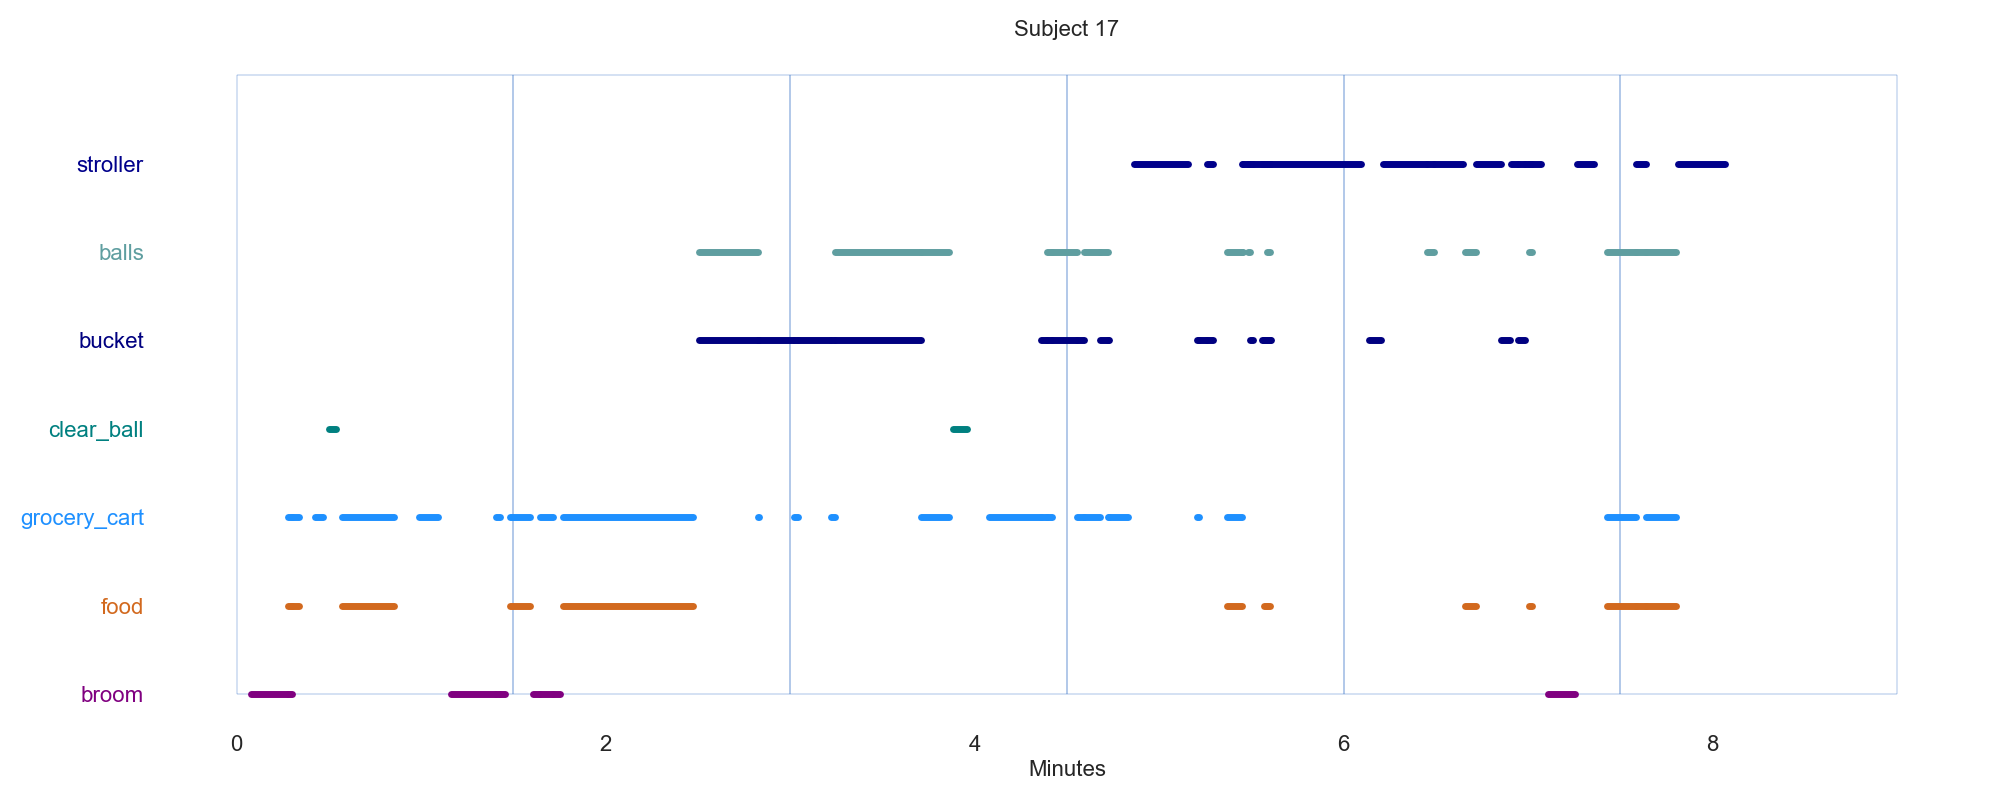 Subject 17
stroller
balls
bucket
clear_ball
grocery_cart
food
broom
0 2 4 6 8
Minutes